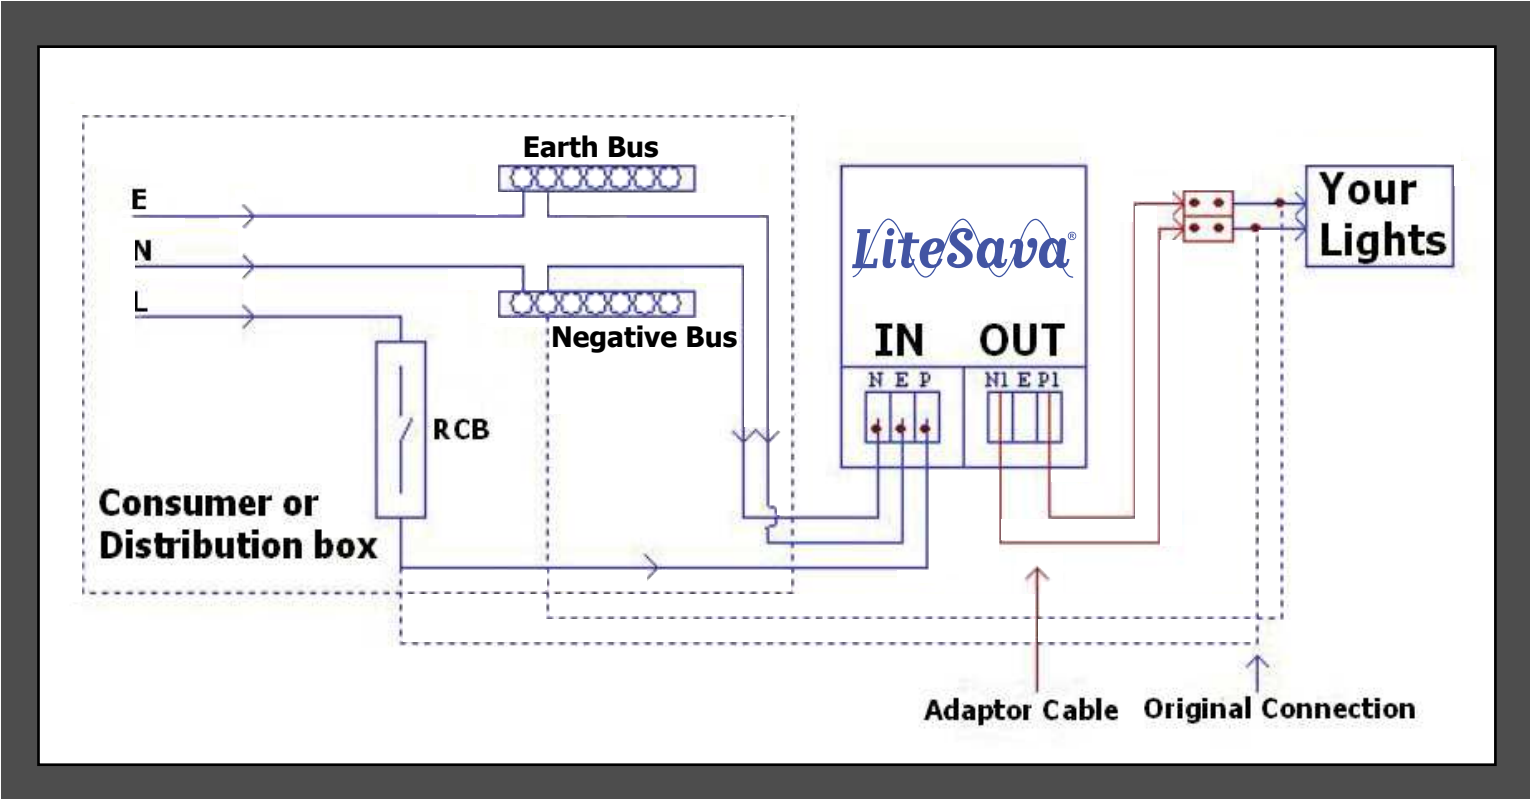 Earth Bus
E
N
L
Negative Bus
RCB
Consumer or
Distribution box
LiteSava®
IN OUT
N E P N1 E P1
Your
Lights
Adaptor Cable
Original Connection